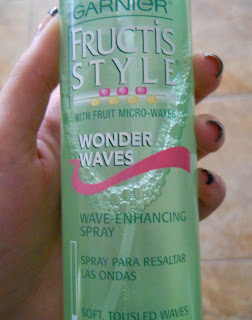 GARNIER
FRUCTIS
STYLE
WITH FRUIT MICRO-WAXES
WONDER
WAVES
WAVE-ENHANCING
SPRAY
SPRAY PARA RESALTAR
LAS ONDAS
SOFT, TOUSLED WAVES